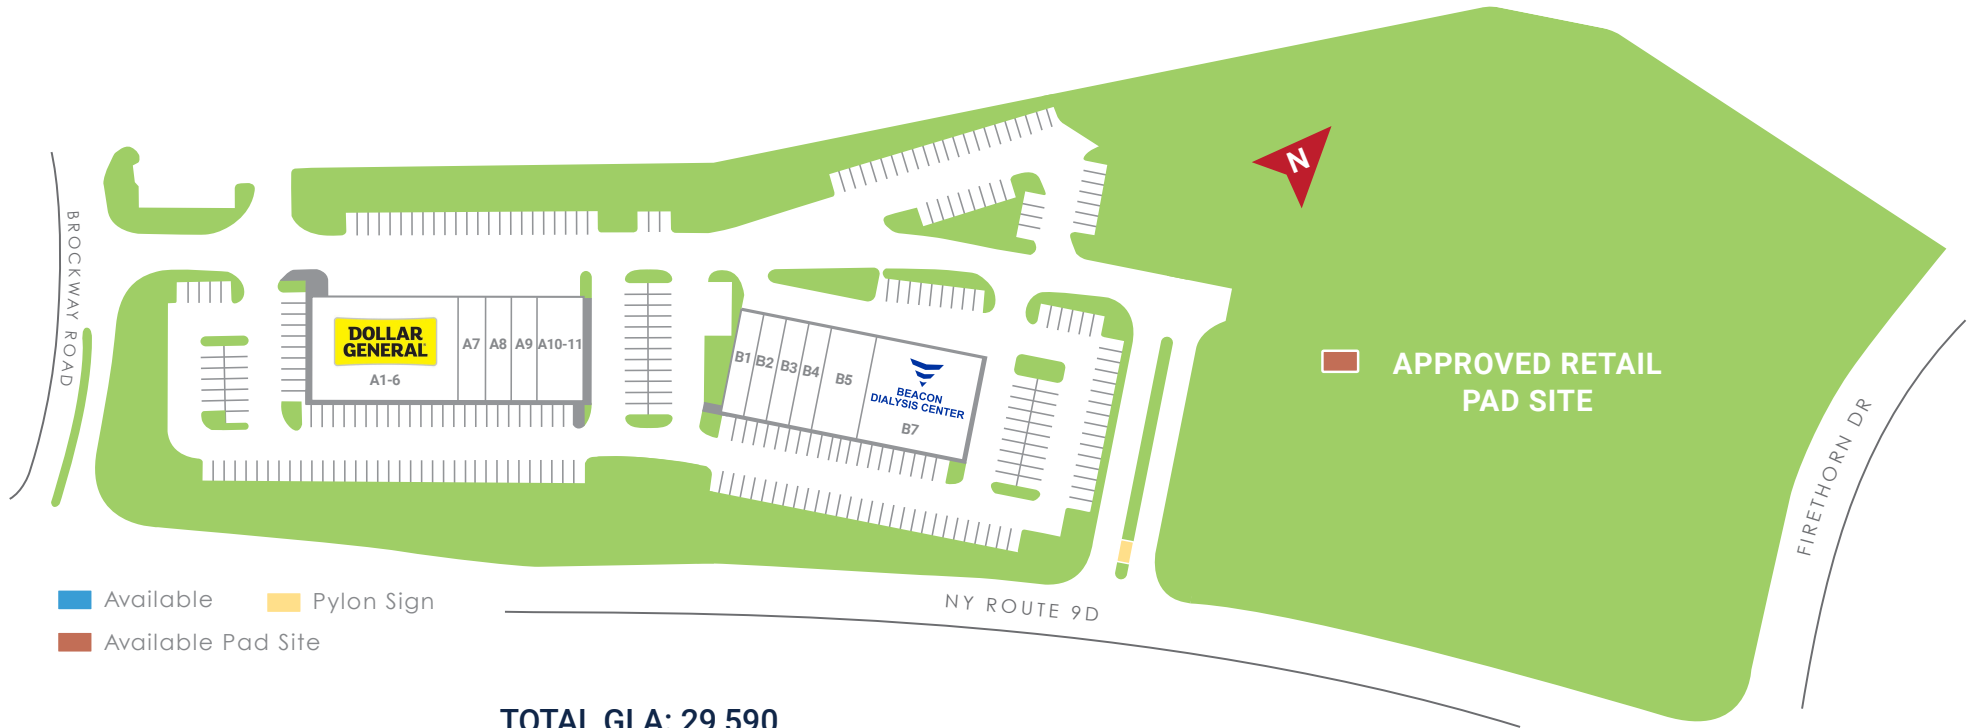 N
BROCKWAY ROAD
DOLLAR
GENERAL
A1-6
A7
A8
A9
A10-11
B1
B2
B3
B4
B5
BEACON
DIALYSIS CENTER
B7
APPROVED RETAIL
PAD SITE
FIRETHORN DR
NY ROUTE 9D
Available
Pylon Sign
Available Pad Site
TOTAL GLA: 29,590